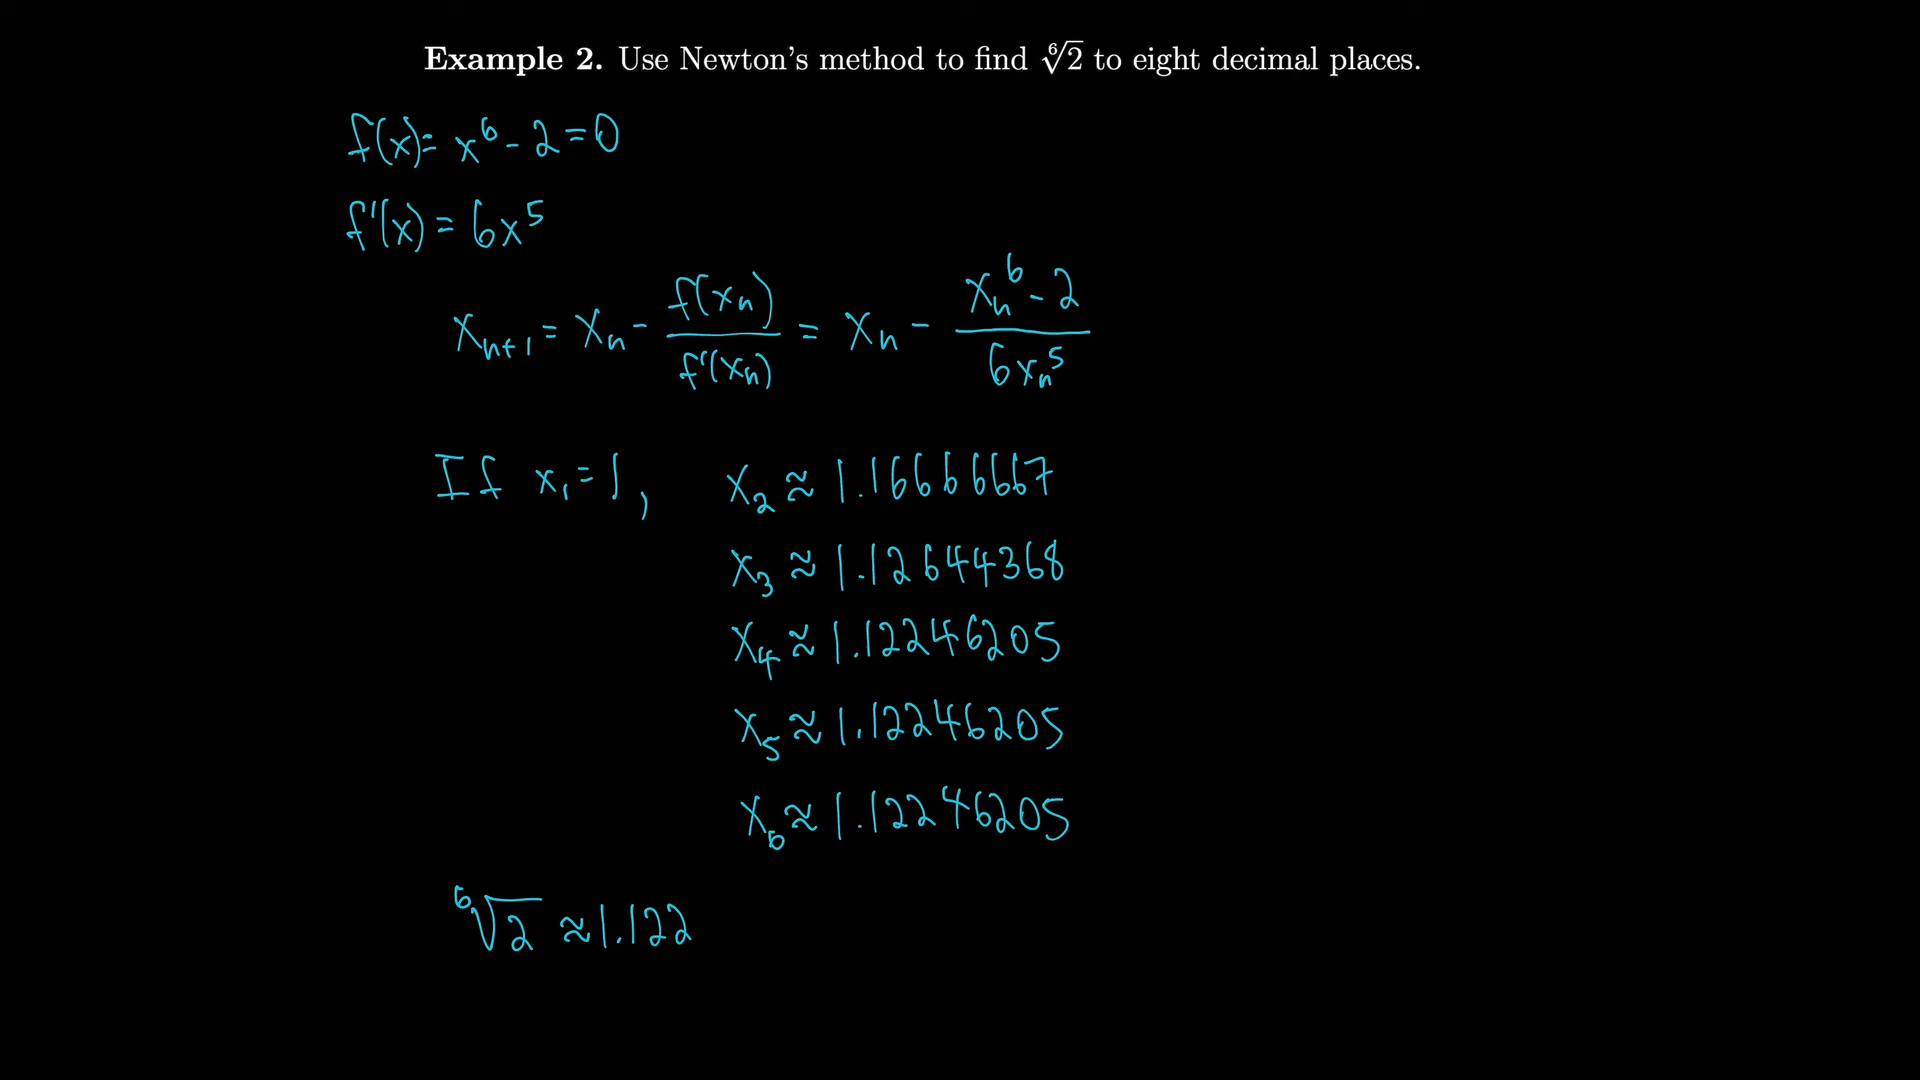 Example 2. Use Newton's method to find ⁶√2 to eight decimal places.
f(x)= x⁶ - 2 = 0
f'(x) = 6x⁵
xₙ₊₁ = xₙ - f(xₙ)/f'(xₙ) = xₙ - (xₙ⁶ - 2)/(6xₙ⁵)
If x₁ = 1, x₂ ≈ 1.16666667
x₃ ≈ 1.12644368
x₄ ≈ 1.12246205
x₅ ≈ 1.12246205
x₆ ≈ 1.12246205
⁶√2 ≈ 1.122